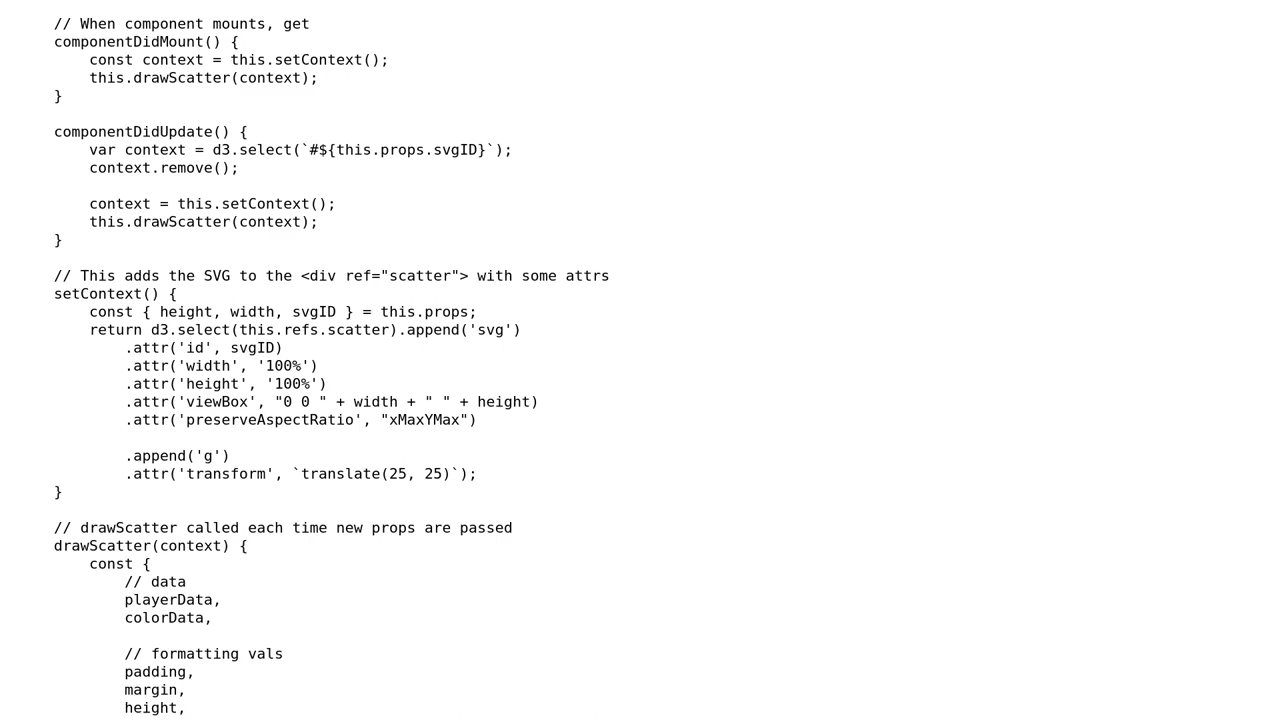 // When component mounts, get
componentDidMount() {
    const context = this.setContext();
    this.drawScatter(context);
}

componentDidUpdate() {
    var context = d3.select(`#${this.props.svgID}`);
    context.remove();

    context = this.setContext();
    this.drawScatter(context);
}

// This adds the SVG to the <div ref="scatter"> with some attrs
setContext() {
    const { height, width, svgID } = this.props;
    return d3.select(this.refs.scatter).append('svg')
        .attr('id', svgID)
        .attr('width', '100%')
        .attr('height', '100%')
        .attr('viewBox', "0 0 " + width + " " + height)
        .attr('preserveAspectRatio', "xMaxYMax")

        .append('g')
        .attr('transform', `translate(25, 25)`);
}

// drawScatter called each time new props are passed
drawScatter(context) {
    const {
        // data
        playerData,
        colorData,

        // formatting vals
        padding,
        margin,
        height,